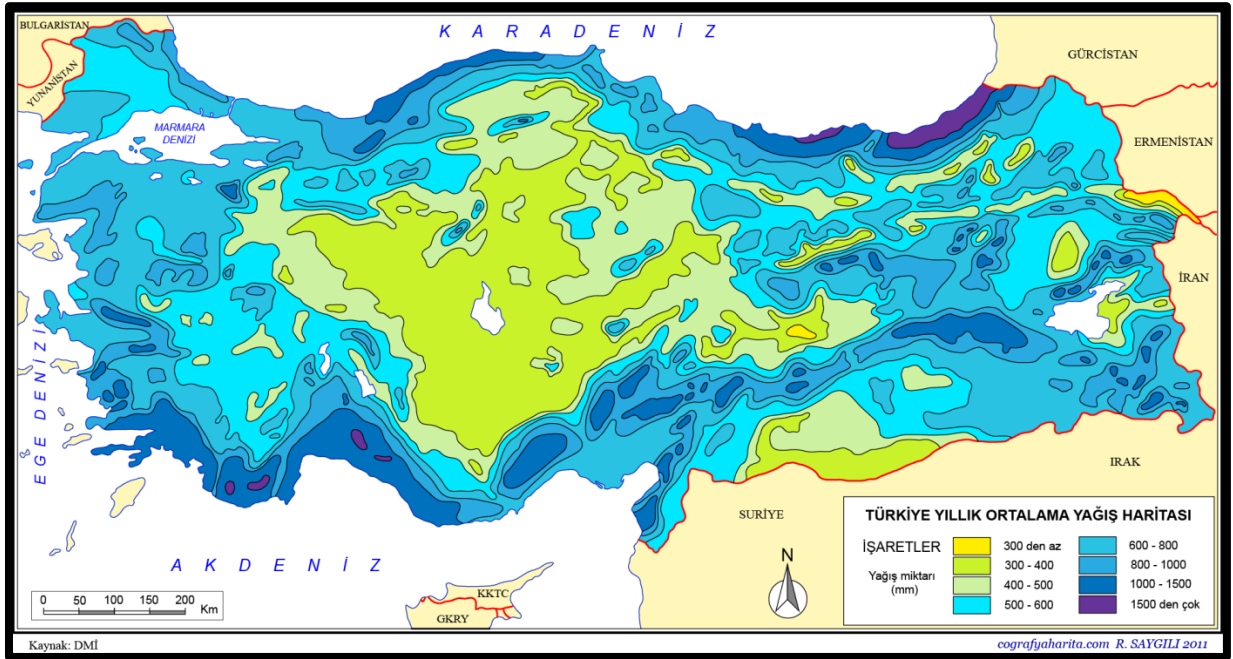 BULGARİSTAN
K A R A D E N İ Z
GÜRCİSTAN
YUNANİSTAN
MARMARA
DENİZİ
ERMENİSTAN
İRAN
EGE DENİZİ
IRAK
SURİYE
A K D E N İ Z
KKTC
GKRY
0 50 100 150 200
Km
N
TÜRKİYE YILLIK ORTALAMA YAĞIŞ HARİTASI
İŞARETLER
Yağış miktarı
(mm)
300 den az
300 - 400
400 - 500
500 - 600
600 - 800
800 - 1000
1000 - 1500
1500 den çok
Kaynak: DMİ
cografyaharita.com R. SAYGILI 2011